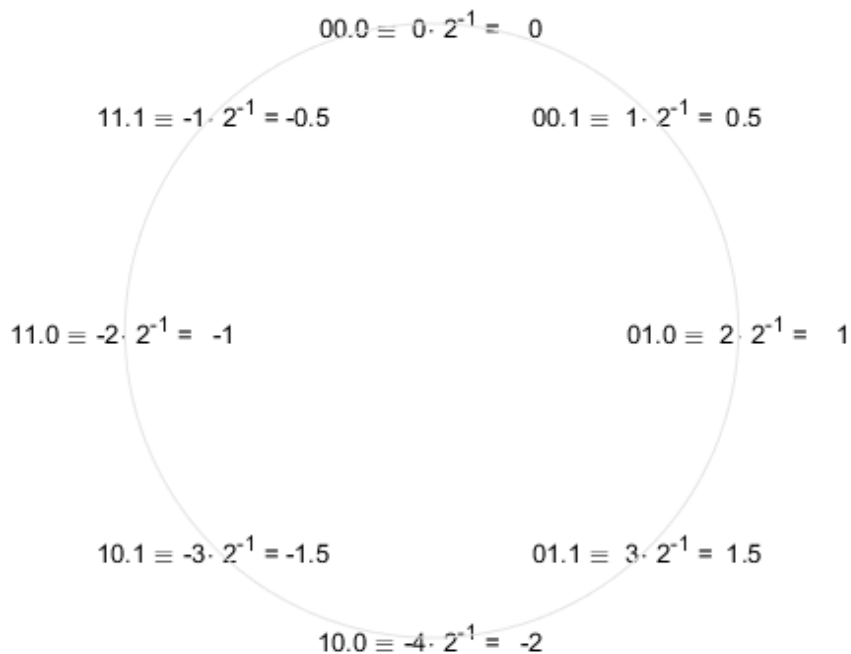 00.0 ≡ 0· 2^-1 = 0
11.1 ≡ -1· 2^-1 = -0.5
00.1 ≡ 1· 2^-1 = 0.5
11.0 ≡ -2· 2^-1 = -1
01.0 ≡ 2· 2^-1 = 1
10.1 ≡ -3· 2^-1 = -1.5
01.1 ≡ 3· 2^-1 = 1.5
10.0 ≡ -4· 2^-1 = -2